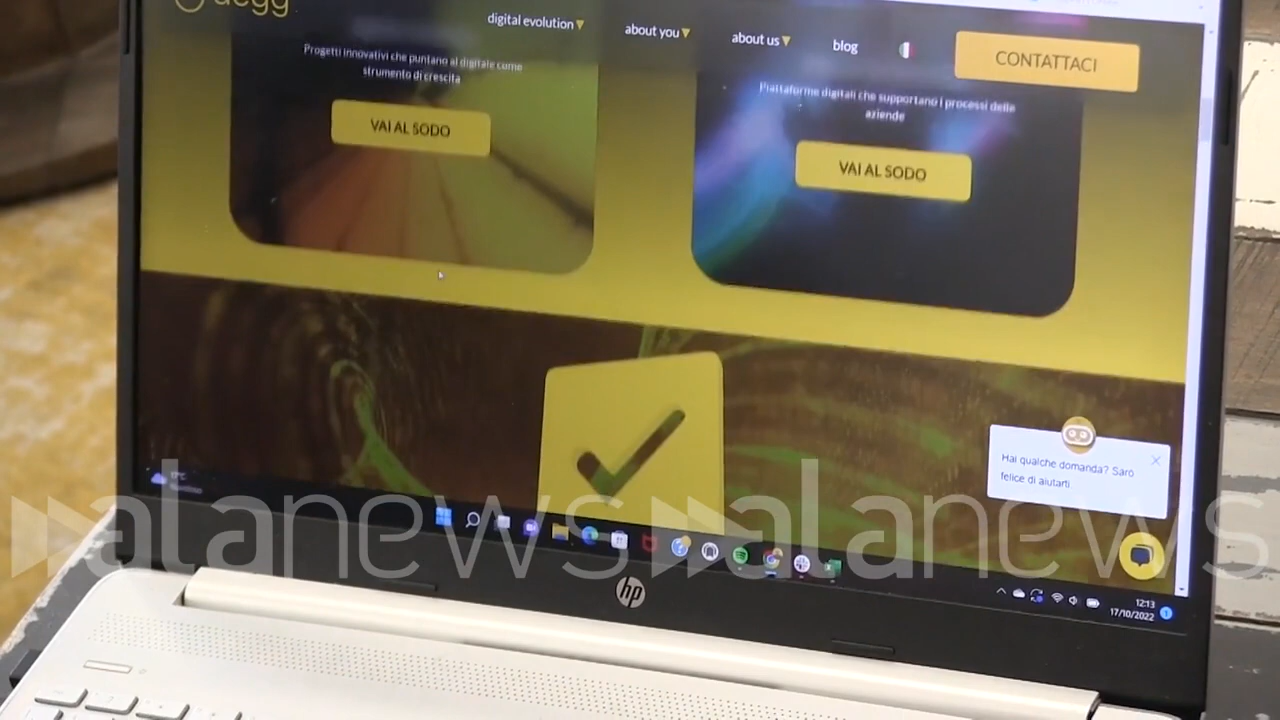 digital evolution
about you
about us
blog
CONTATTACI
Progetti innovativi che puntano al digitale come
strumento di crescita
VAI AL SODO
Piattaforme digitali che supportano i processi delle
aziende
VAI AL SODO
Hai qualche domanda? Sarò
felice di aiutarti.
alanews alanews
hp
12:13
17/10/2022